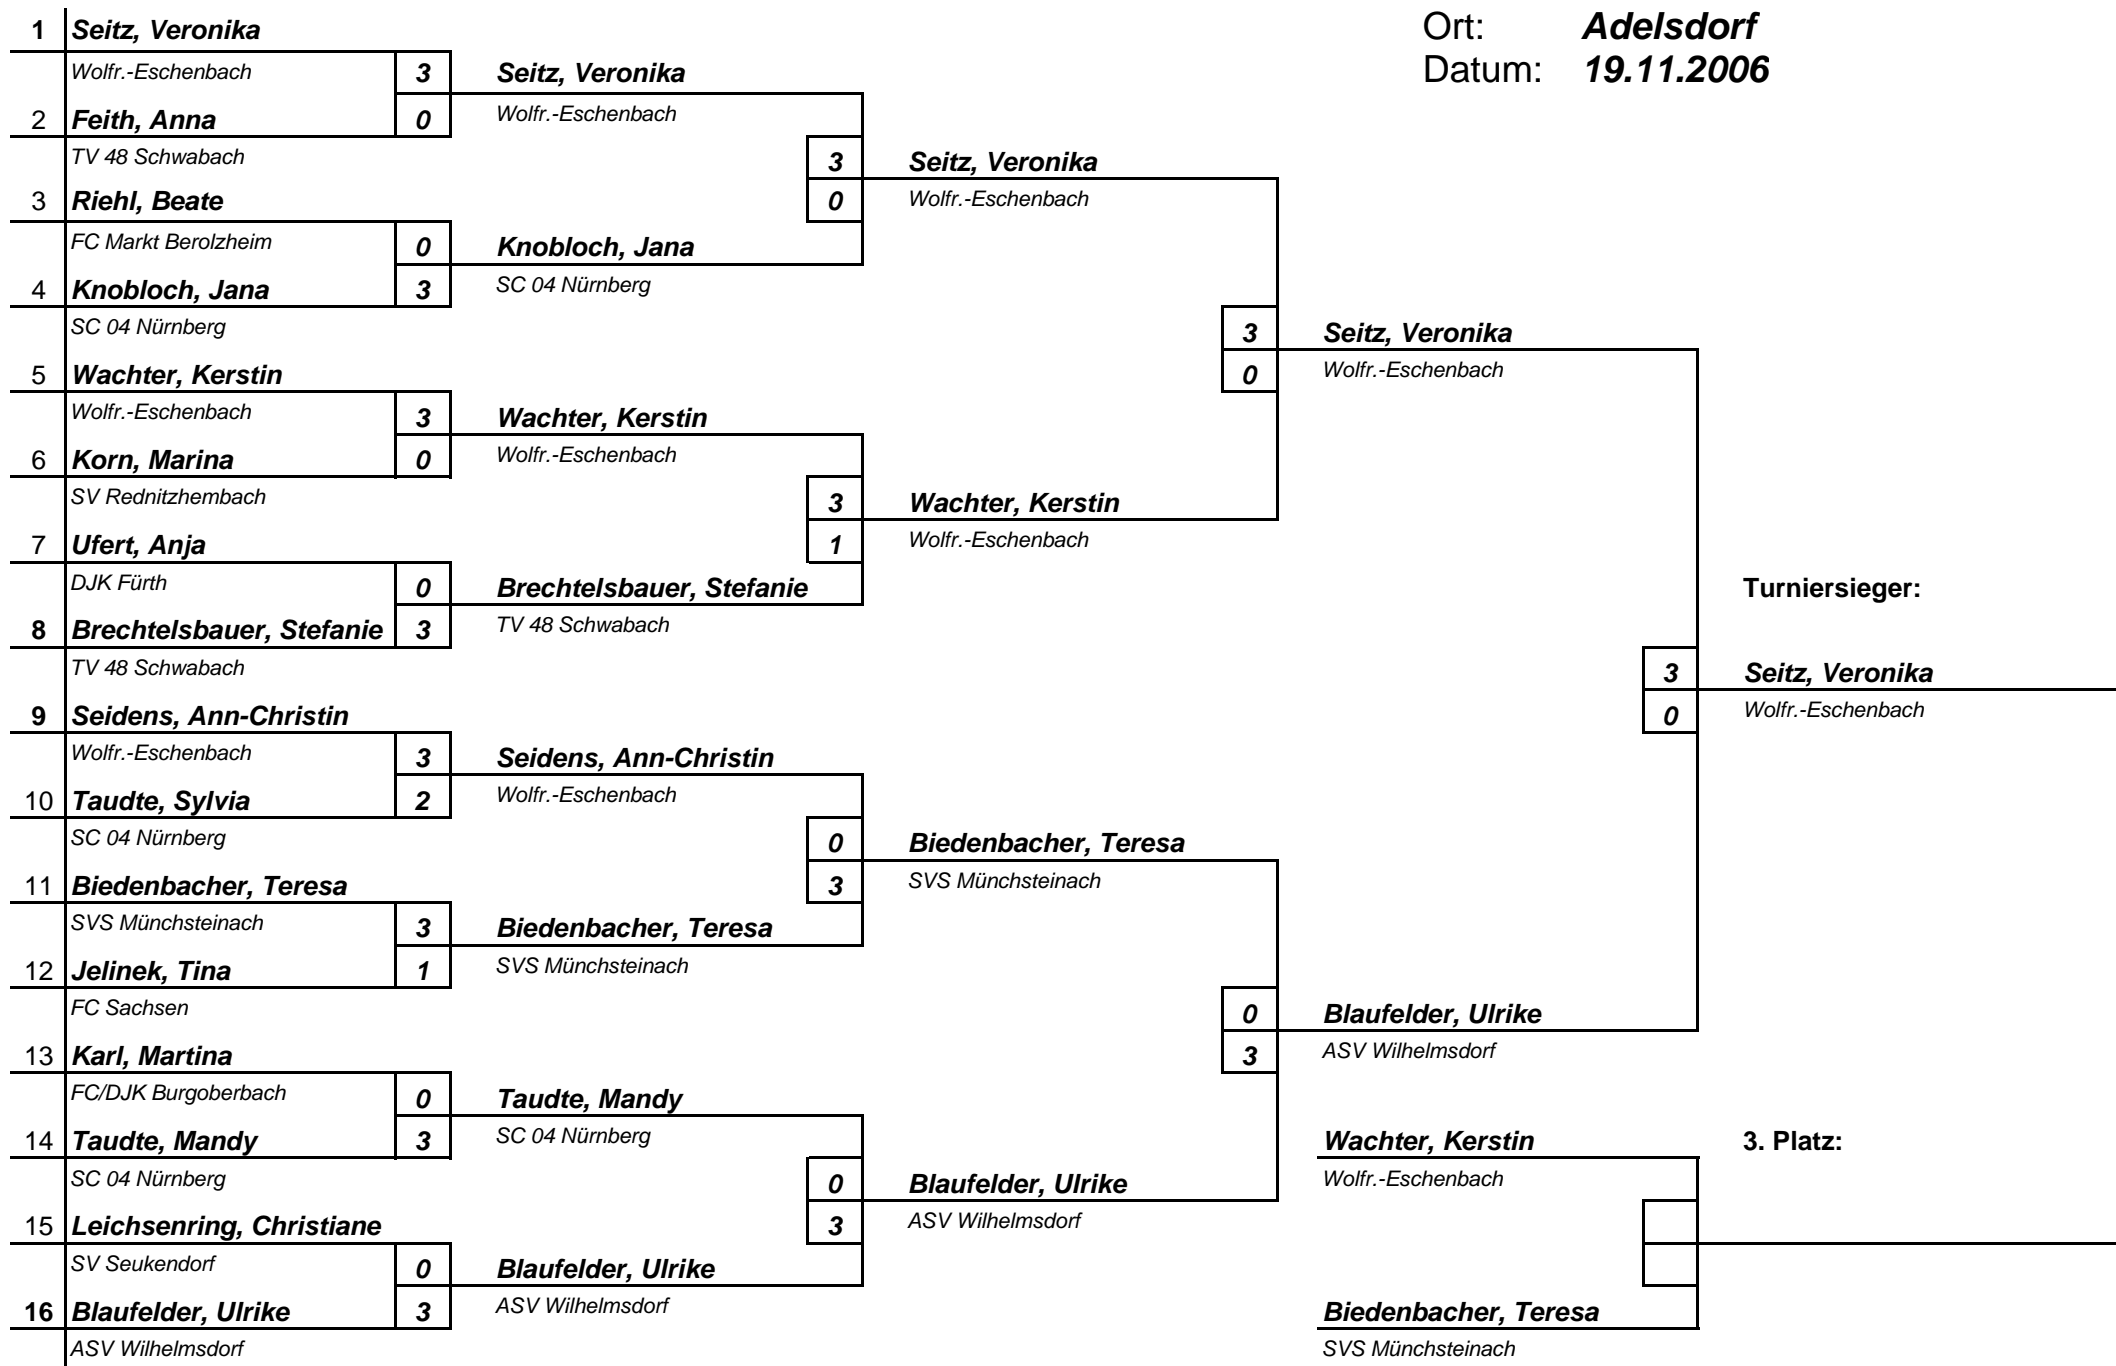 Ort: Adelsdorf
Datum: 19.11.2006
1 Seitz, Veronika
Wolfr.-Eschenbach 3
2 Feith, Anna 0
TV 48 Schwabach
3 Riehl, Beate
FC Markt Berolzheim 0
4 Knobloch, Jana 3
SC 04 Nürnberg
5 Wachter, Kerstin
Wolfr.-Eschenbach 3
6 Korn, Marina 0
SV Rednitzhembach
7 Ufert, Anja
DJK Fürth 0
8 Brechtelsbauer, Stefanie 3
TV 48 Schwabach
9 Seidens, Ann-Christin
Wolfr.-Eschenbach 3
10 Taudte, Sylvia 2
SC 04 Nürnberg
11 Biedenbacher, Teresa
SVS Münchsteinach 3
12 Jelinek, Tina 1
FC Sachsen
13 Karl, Martina
FC/DJK Burgoberbach 0
14 Taudte, Mandy 3
SC 04 Nürnberg
15 Leichsenring, Christiane
SV Seukendorf 0
16 Blaufelder, Ulrike 3
ASV Wilhelmsdorf
Seitz, Veronika
Wolfr.-Eschenbach
3
0
Knobloch, Jana
SC 04 Nürnberg
Wachter, Kerstin
Wolfr.-Eschenbach
3
1
Brechtelsbauer, Stefanie
TV 48 Schwabach
Seidens, Ann-Christin
Wolfr.-Eschenbach
0
3
Biedenbacher, Teresa
SVS Münchsteinach
Taudte, Mandy
SC 04 Nürnberg
0
3
Blaufelder, Ulrike
ASV Wilhelmsdorf
Seitz, Veronika
Wolfr.-Eschenbach
3
0
Wachter, Kerstin
Wolfr.-Eschenbach
Biedenbacher, Teresa
SVS Münchsteinach
0
3
Blaufelder, Ulrike
ASV Wilhelmsdorf
Seitz, Veronika
Wolfr.-Eschenbach
3
0
Blaufelder, Ulrike
ASV Wilhelmsdorf
Turniersieger:
Seitz, Veronika
Wolfr.-Eschenbach
Wachter, Kerstin
Wolfr.-Eschenbach
3. Platz:
Biedenbacher, Teresa
SVS Münchsteinach